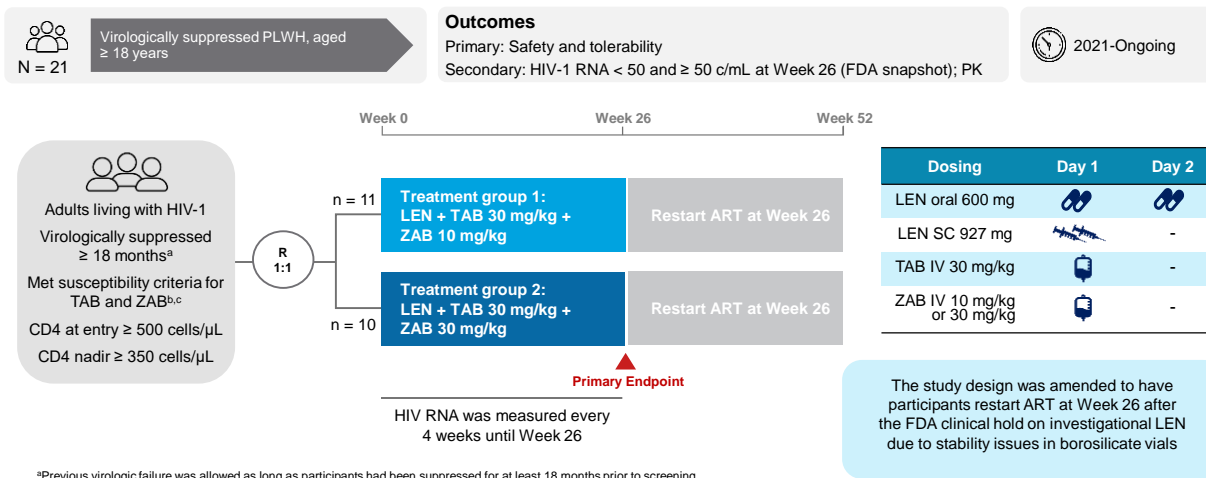 N = 21
Virologically suppressed PLWH, aged
≥ 18 years
Outcomes
Primary: Safety and tolerability
Secondary: HIV-1 RNA < 50 and ≥ 50 c/mL at Week 26 (FDA snapshot); PK
2021-Ongoing
Week 0
Week 26
Week 52
Adults living with HIV-1
Virologically suppressed
≥ 18 monthsᵃ
Met susceptibility criteria for
TAB and ZABᵇ,ᶜ
CD4 at entry ≥ 500 cells/µL
CD4 nadir ≥ 350 cells/µL
R
1:1
n = 11
Treatment group 1:
LEN + TAB 30 mg/kg +
ZAB 10 mg/kg
Restart ART at Week 26
n = 10
Treatment group 2:
LEN + TAB 30 mg/kg +
ZAB 30 mg/kg
Restart ART at Week 26
Primary Endpoint
HIV RNA was measured every
4 weeks until Week 26
Dosing Day 1 Day 2
LEN oral 600 mg
LEN SC 927 mg -
TAB IV 30 mg/kg -
ZAB IV 10 mg/kg
or 30 mg/kg -
The study design was amended to have
participants restart ART at Week 26 after
the FDA clinical hold on investigational LEN
due to stability issues in borosilicate vials
ᵃPrevious virologic failure was allowed as long as participants had been suppressed for at least 18 months prior to screening